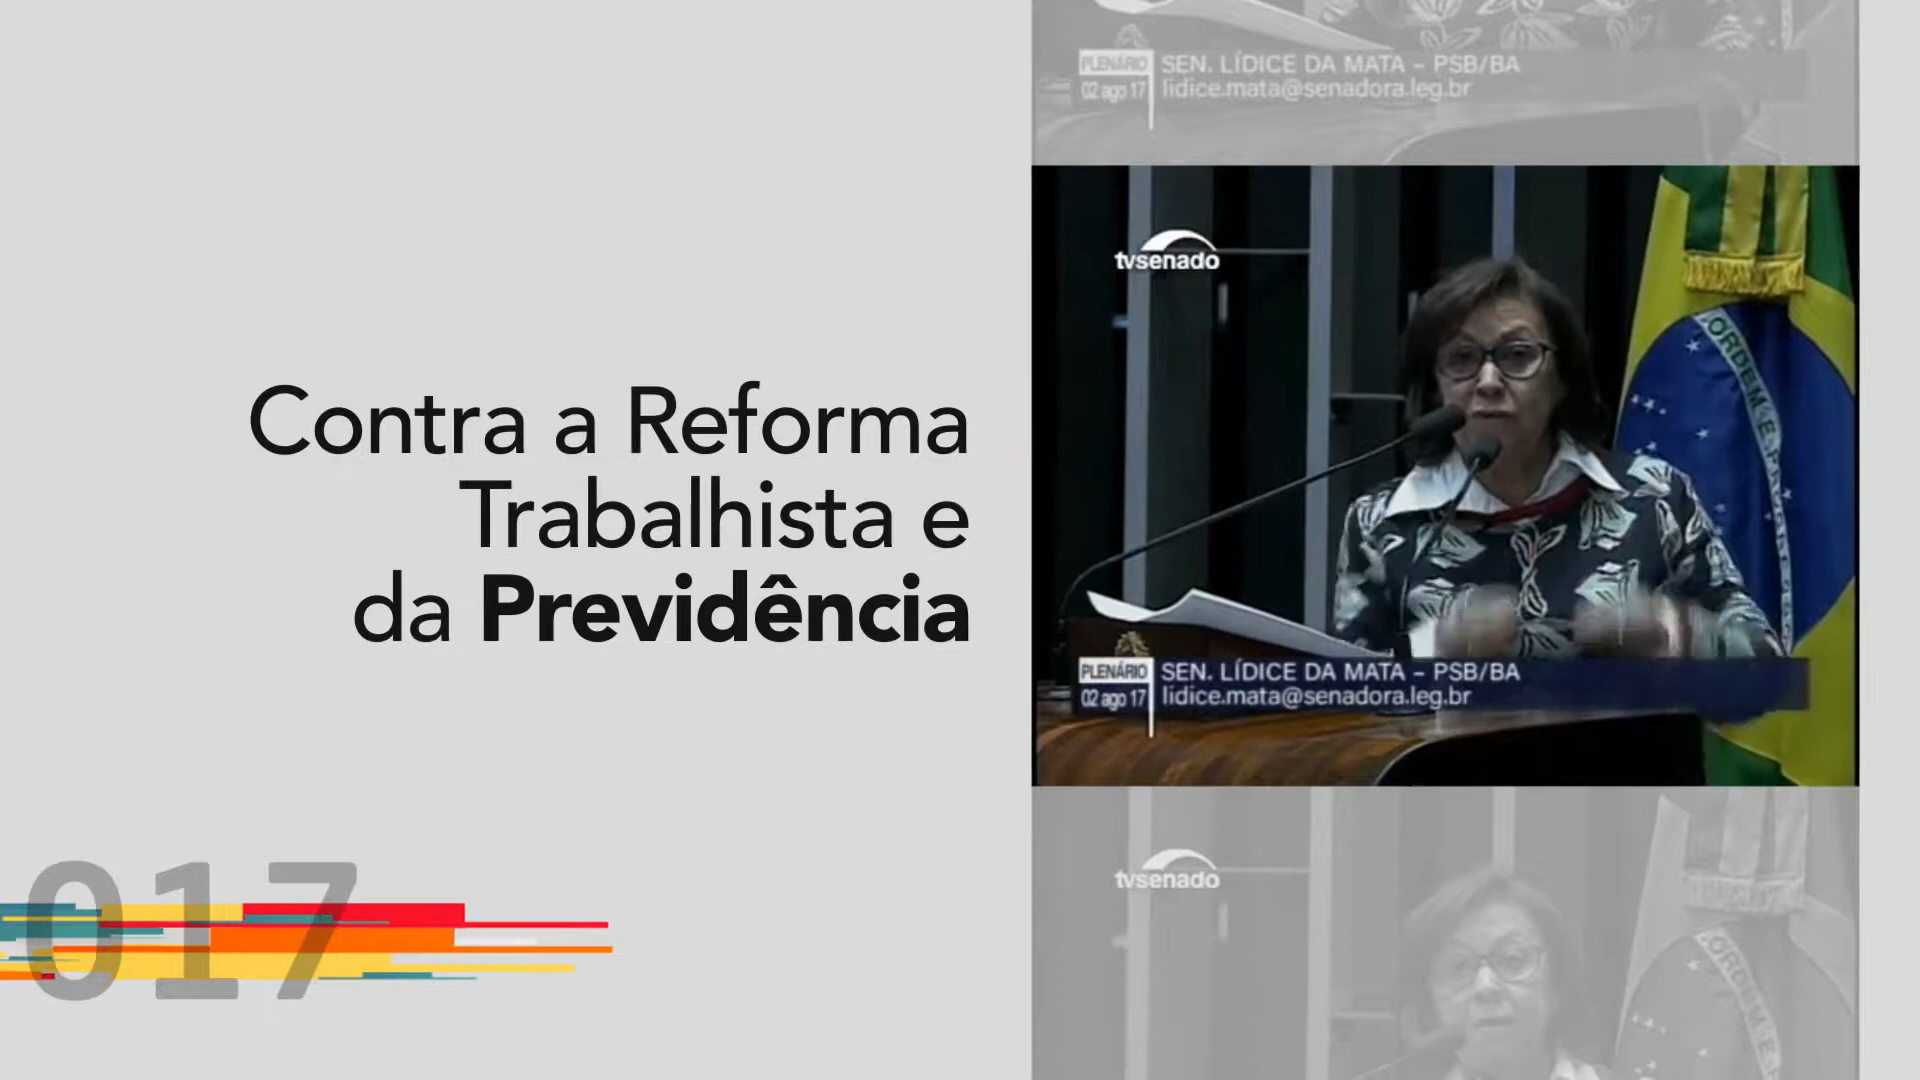 Contra a Reforma
Trabalhista e
da Previdência
017
PLENÁRIO
02 ago 17
SEN. LÍDICE DA MATA – PSB/BA
lidice.mata@senadora.leg.br
tvsenado
ORDEM E
PLENÁRIO
02 ago 17
SEN. LÍDICE DA MATA – PSB/BA
lidice.mata@senadora.leg.br
tvsenado
ORDEM E